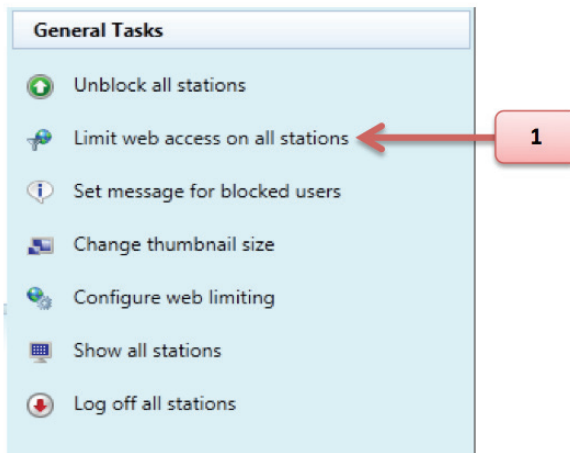 General Tasks
Unblock all stations
Limit web access on all stations
1
Set message for blocked users
Change thumbnail size
Configure web limiting
Show all stations
Log off all stations